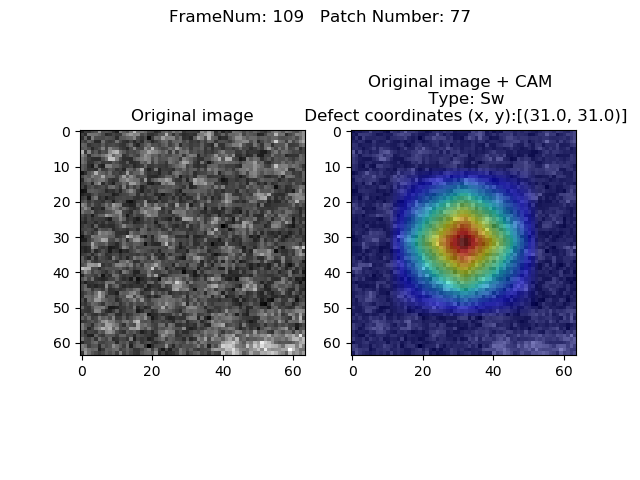 FrameNum: 109   Patch Number: 77
Original image
Original image + CAM
Type: Sw
Defect coordinates (x, y):[(31.0, 31.0)]
0
10
20
30
40
50
60
0 20 40 60
0
10
20
30
40
50
60
0 20 40 60